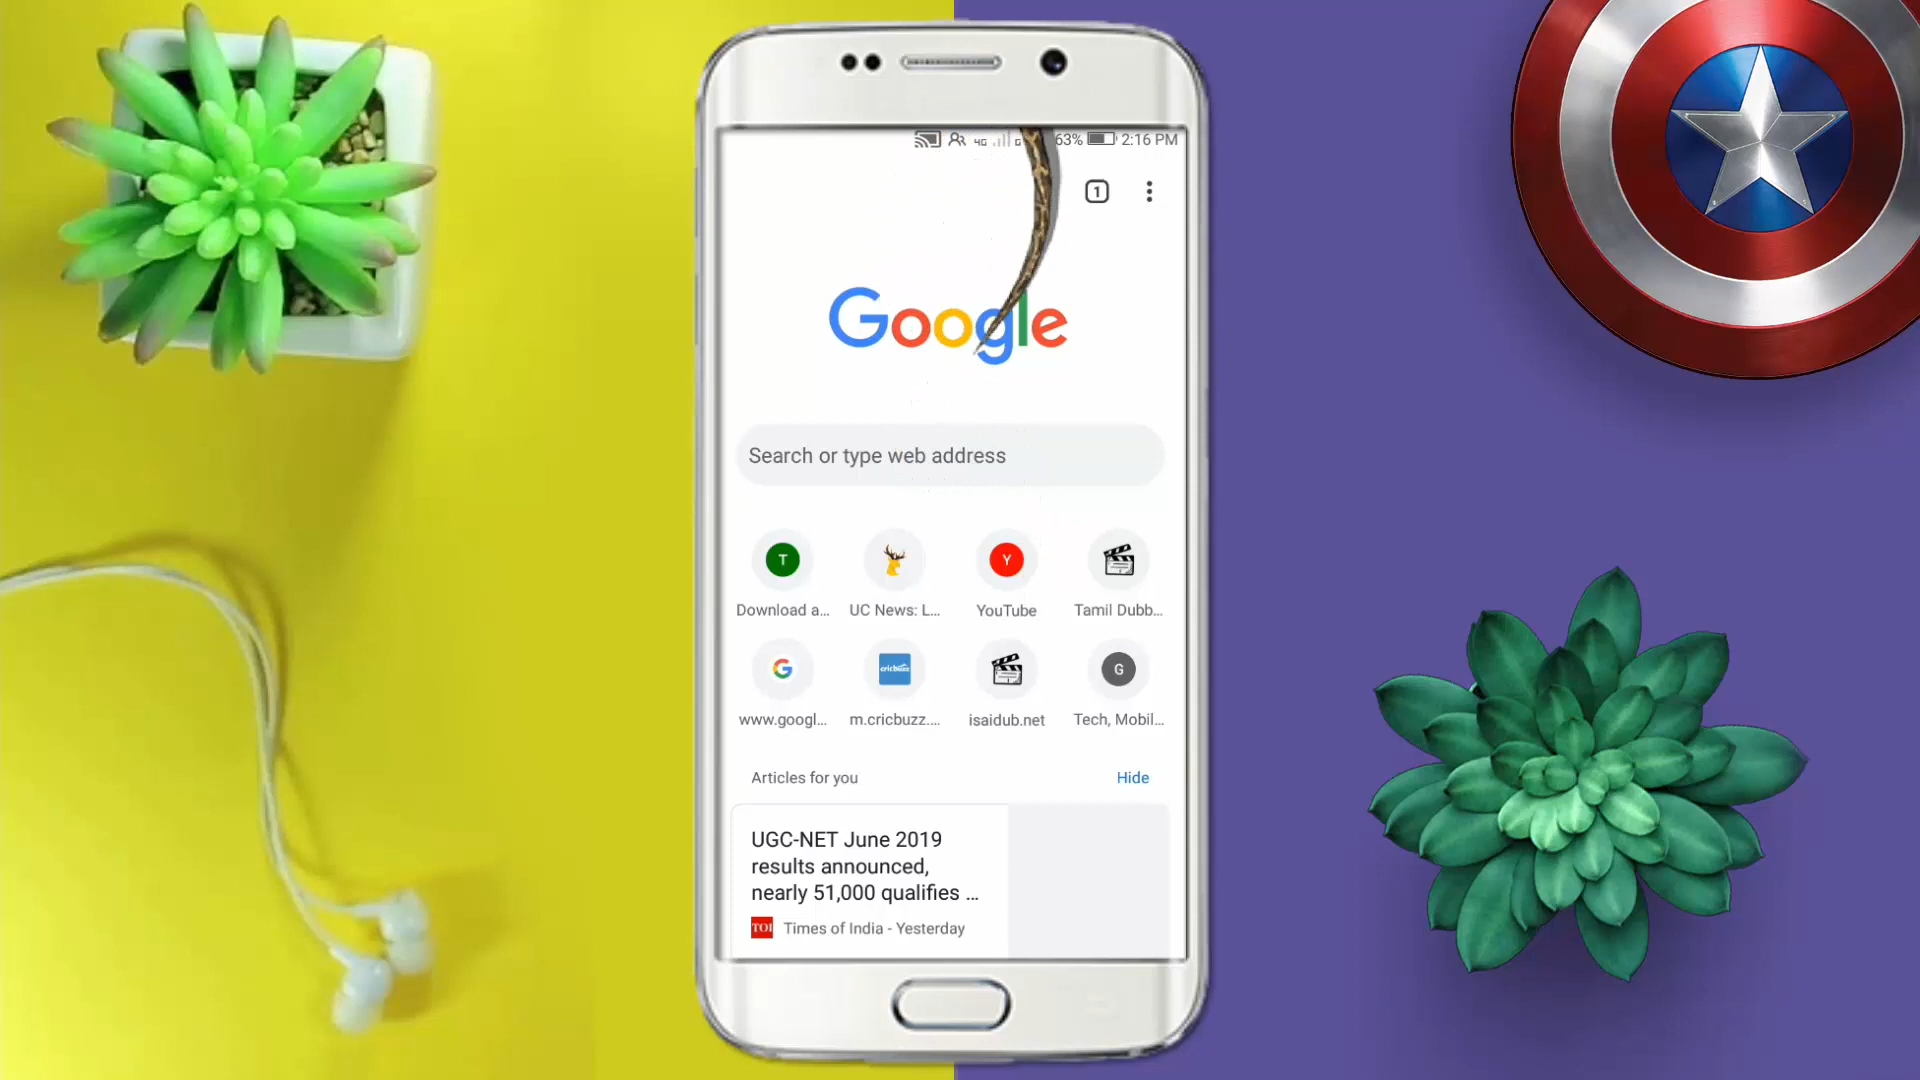 4G 63% 2:16 PM
1
Google
Search or type web address
T Y
Download a... UC News: L... YouTube Tamil Dubb...
G cricbuzz G
www.googl... m.cricbuzz.... isaidub.net Tech, Mobil...
Articles for you Hide
UGC-NET June 2019
results announced,
nearly 51,000 qualifies ...
TOI Times of India - Yesterday